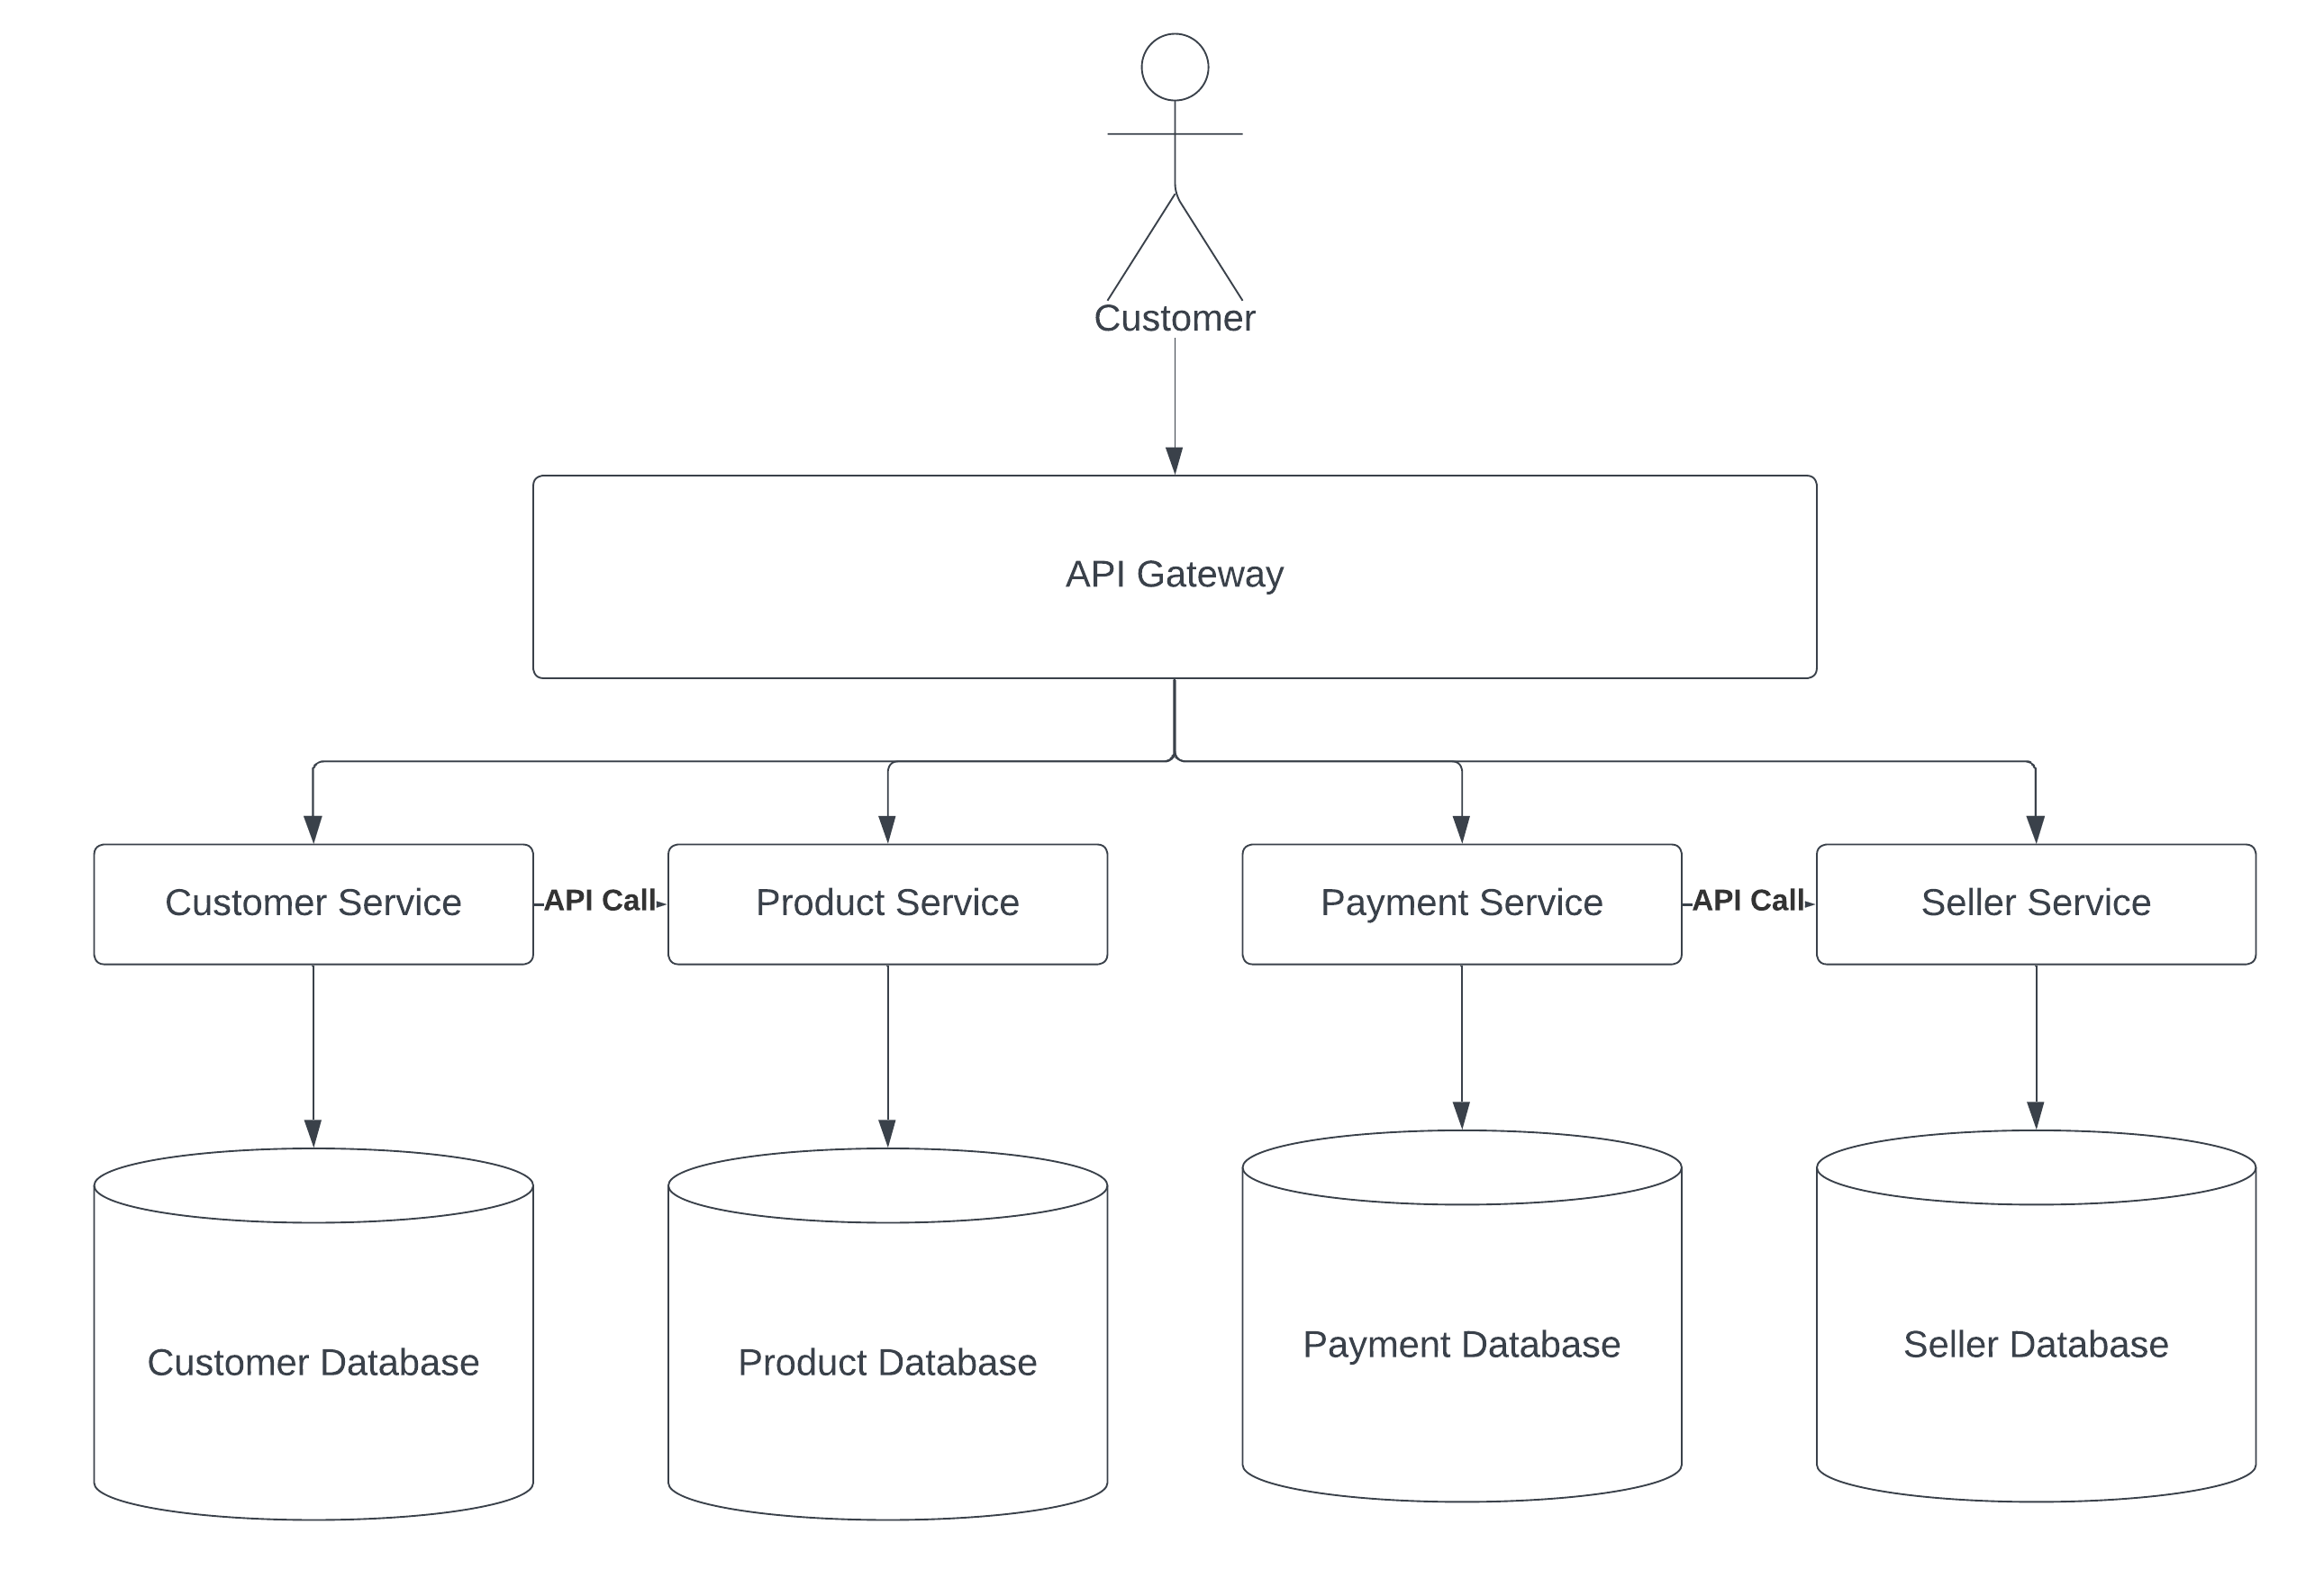 Customer
API Gateway
Customer Service
API Call
Product Service
Payment Service
API Call
Seller Service
Customer Database
Product Database
Payment Database
Seller Database